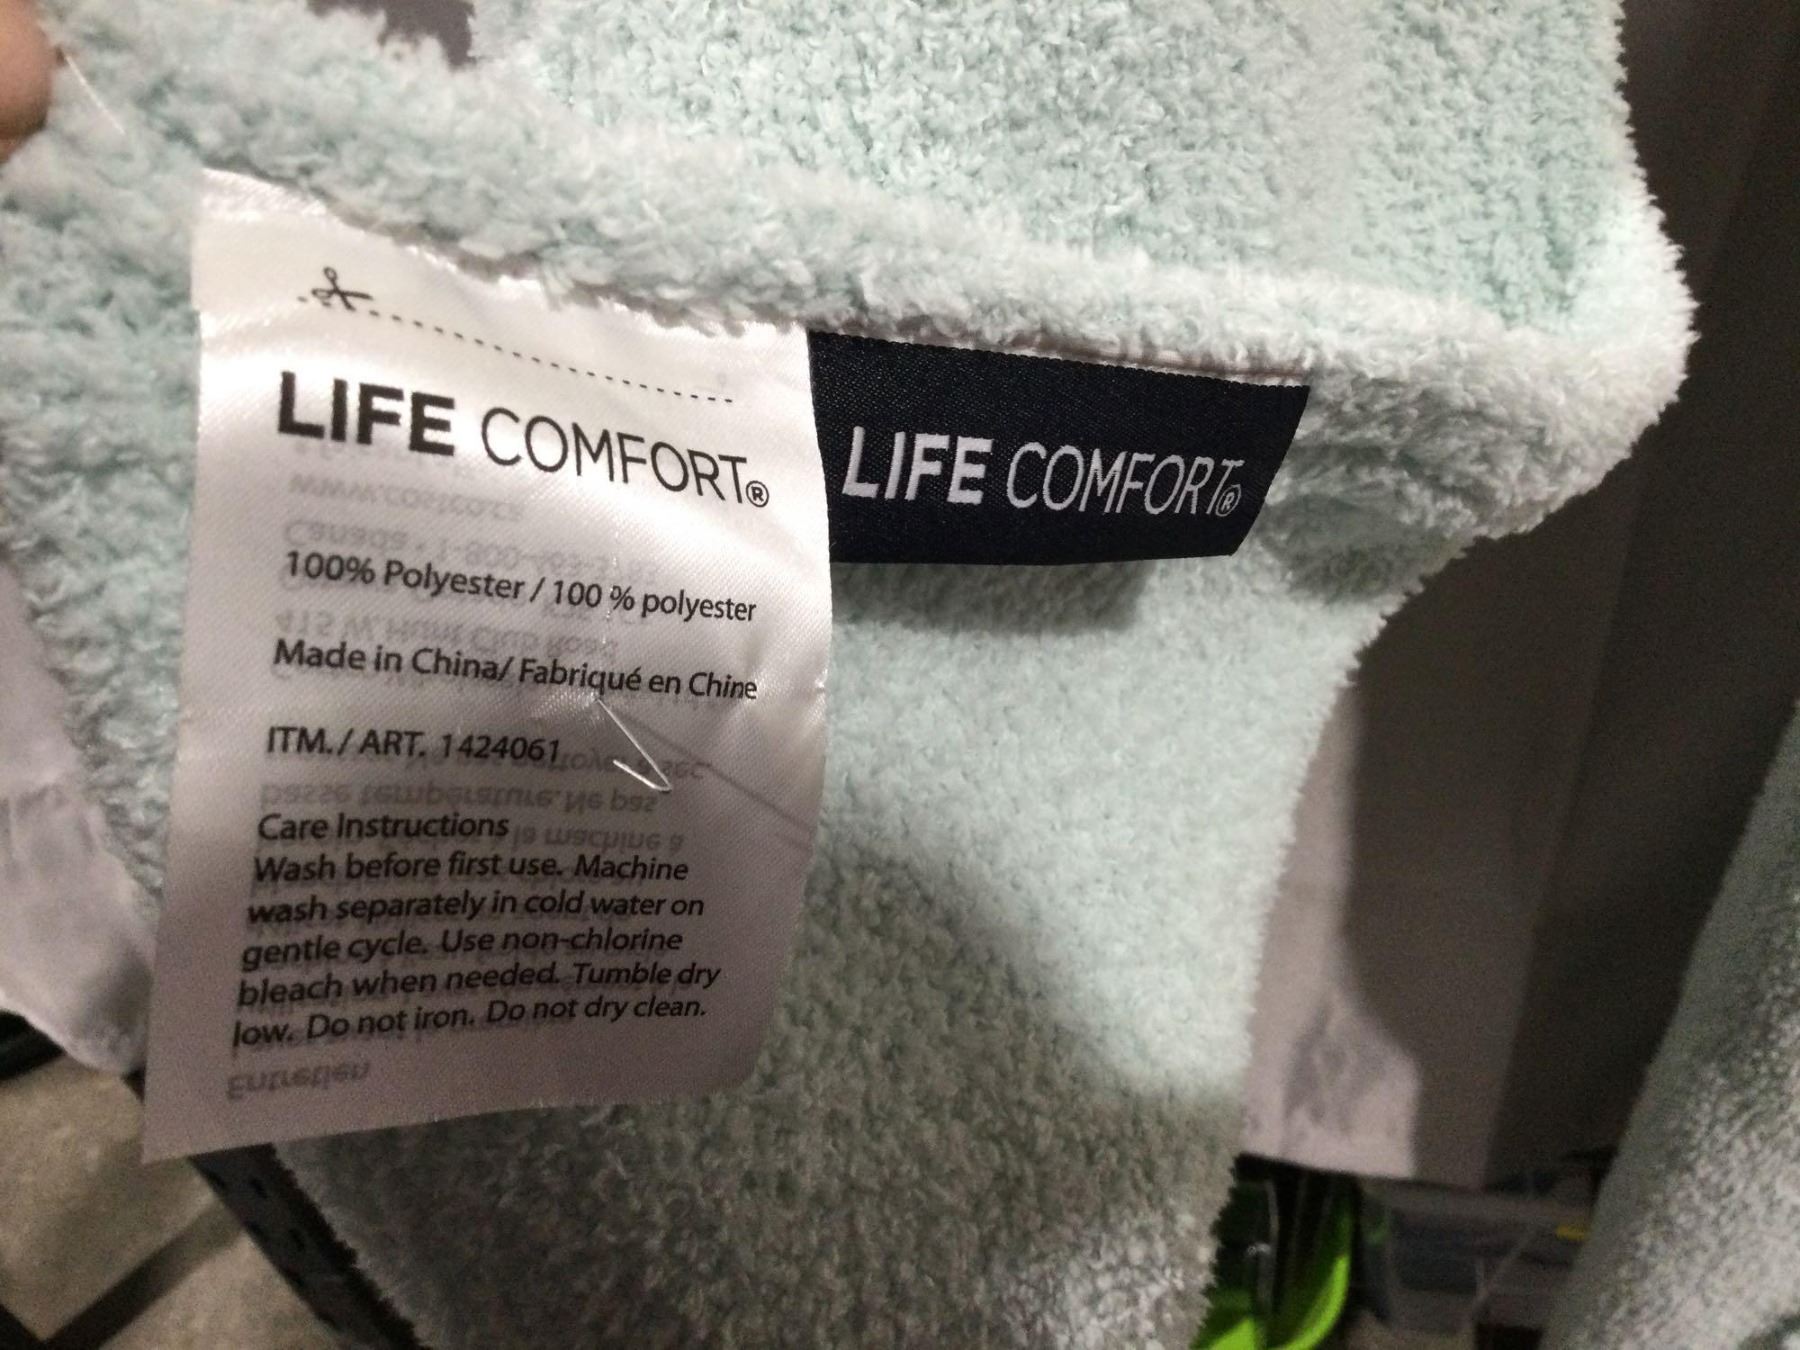 LIFE COMFORT®
100% Polyester / 100 % polyester
Made in China/ Fabriqué en Chine
ITM./ ART. 1424061
Care Instructions
Wash before first use. Machine
wash separately in cold water on
gentle cycle. Use non-chlorine
bleach when needed. Tumble dry
low. Do not iron. Do not dry clean.
Entretien
LIFE COMFORT®